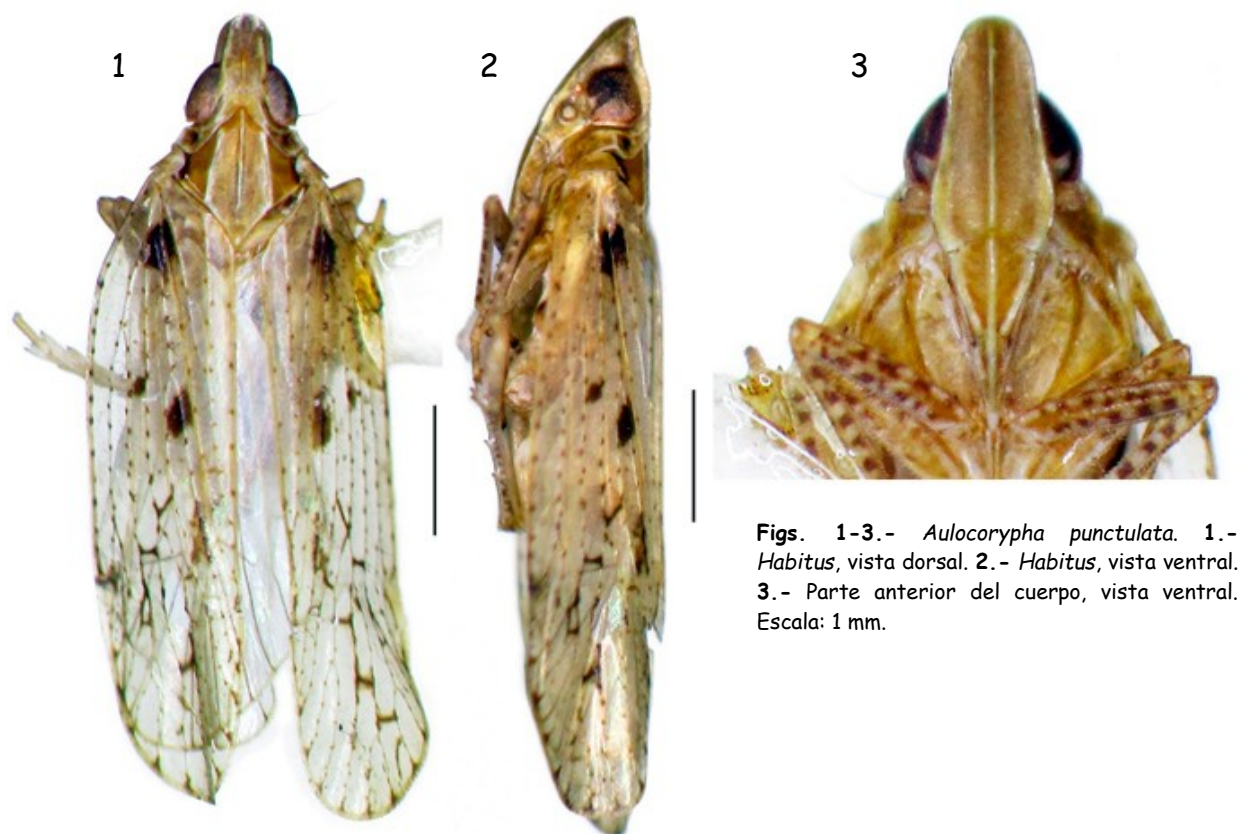 1
2
3
Figs. 1-3.- Aulocorypha punctulata. 1.-
Habitus, vista dorsal. 2.- Habitus, vista ventral.
3.- Parte anterior del cuerpo, vista ventral.
Escala: 1 mm.